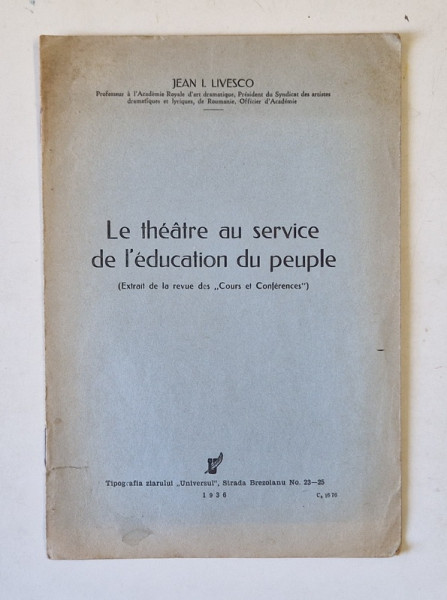 JEAN I. LIVESCO
Professeur à l'Académie Royale d'art dramatique, Président du Syndicat des artistes
dramatiques et lyriques, de Roumanie, Officier d'Académie
Le théâtre au service
de l'éducation du peuple
(Extrait de la revue des „Cours et Conférences")
Tipografia ziarului „Universul", Strada Brezoianu No. 23—25
1936